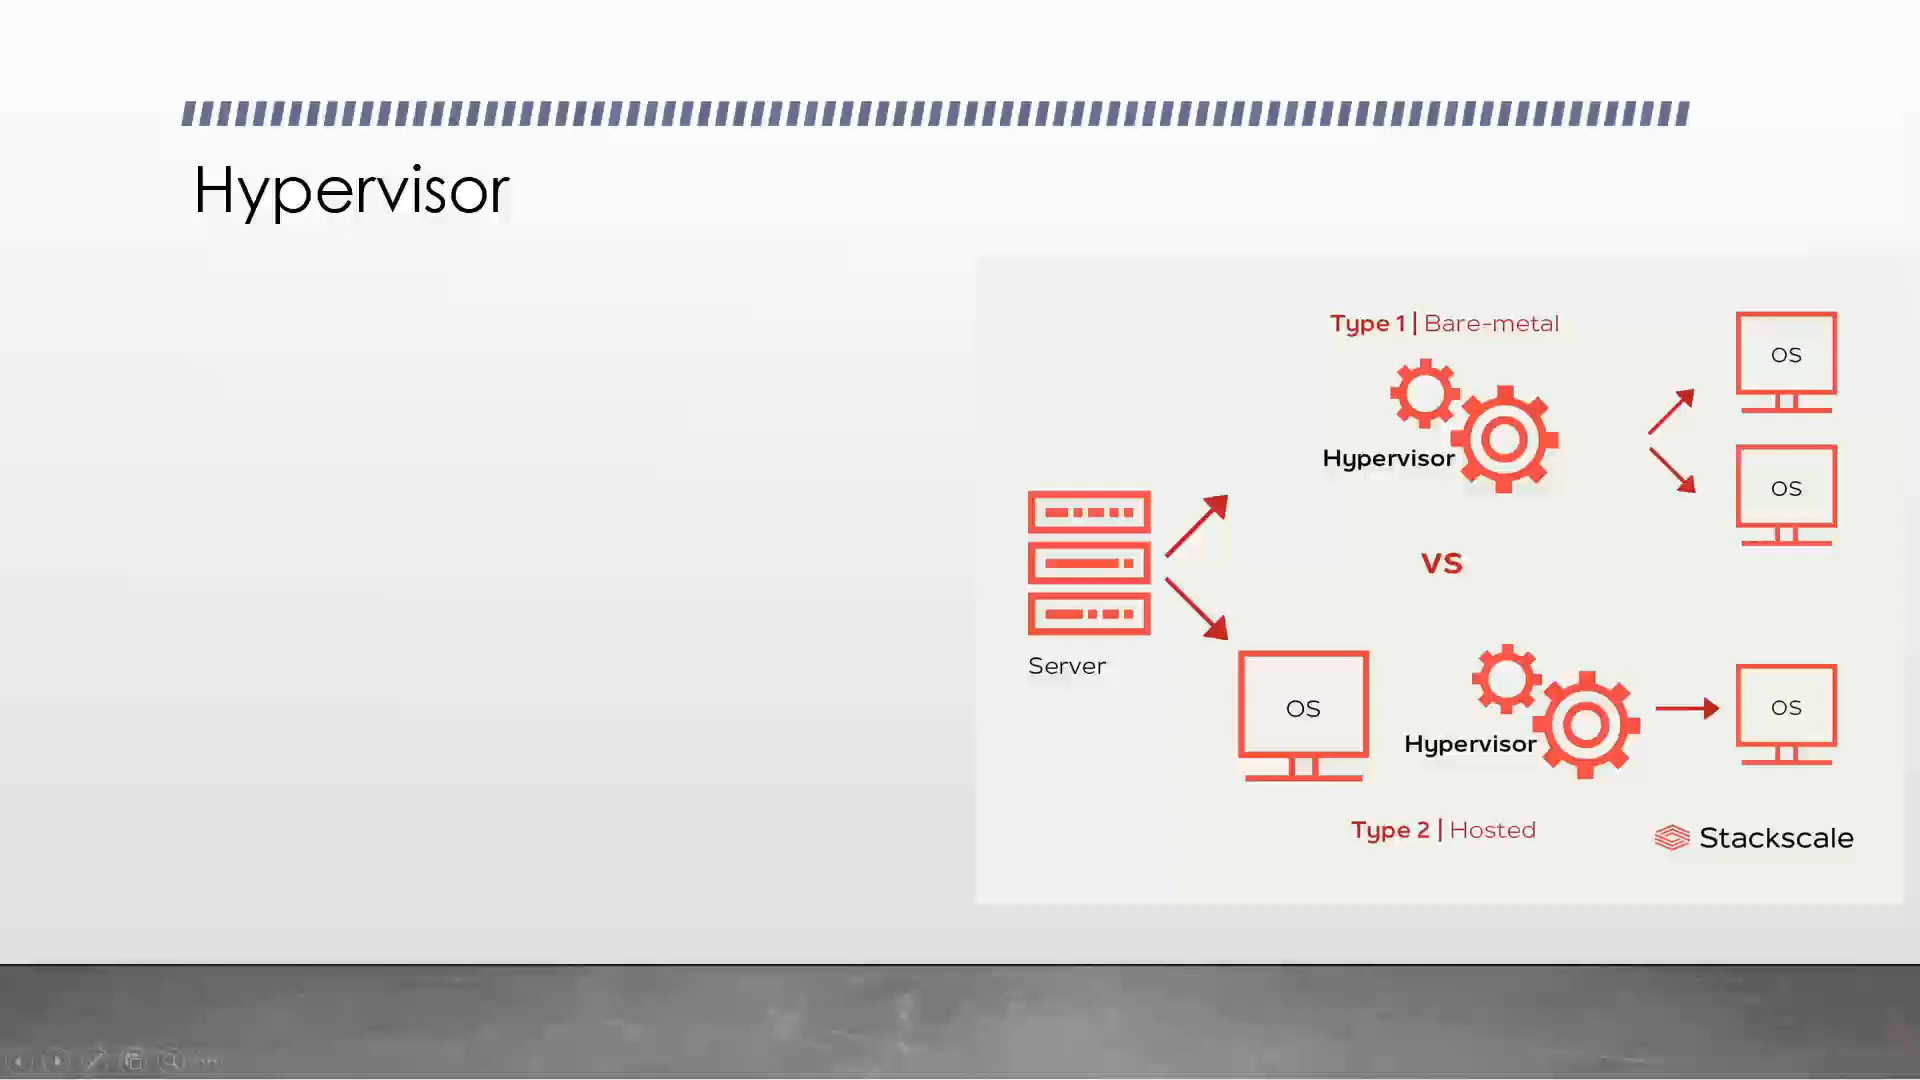 Hypervisor
Type 1 | Bare-metal
OS
Hypervisor
OS
VS
Server
OS
Hypervisor
OS
Type 2 | Hosted
Stackscale